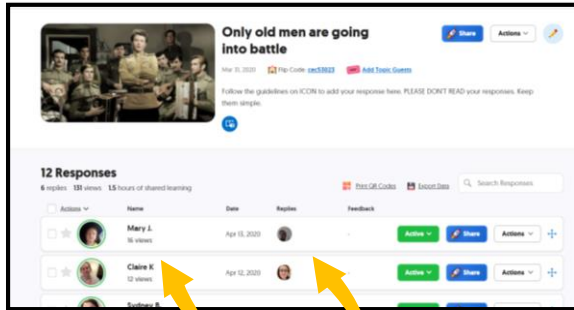 Only old men are going
into battle
Share
Actions
Mar 31, 2020 Flip Code: cec53023 Add Topic Guests
Follow the guidelines on ICON to add your response here. PLEASE DON'T READ your responses. Keep
them simple.
12 Responses
6 replies 131 views 1.5 hours of shared learning
Print QR Codes Export Data Search Responses
Actions Name Date Replies Feedback
Mary J.
16 views
Apr 13, 2020 - Active Share Actions
Claire K
12 views
Apr 12, 2020 - Active Share Actions
Sydney B.